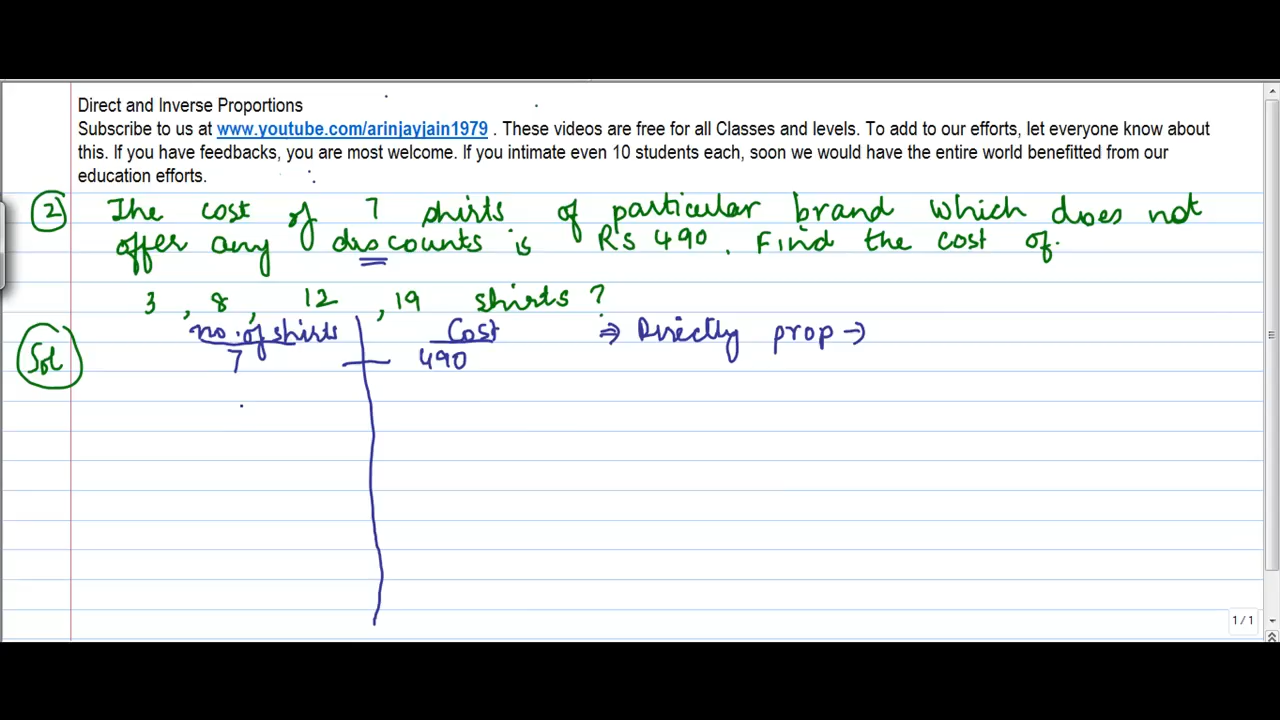 Direct and Inverse Proportions
Subscribe to us at www.youtube.com/arinjayjain1979 . These videos are free for all Classes and levels. To add to our efforts, let everyone know about
this. If you have feedbacks, you are most welcome. If you intimate even 10 students each, soon we would have the entire world benefitted from our
education efforts.
2 The cost of 7 shirts of particular brand which does not
offer any discounts is Rs 490 . Find the cost of.
3 , 8 , 12 , 19 shirts ?
no. of shirts Cost ⇒ Directly prop →
Sol 7 490
1 / 1